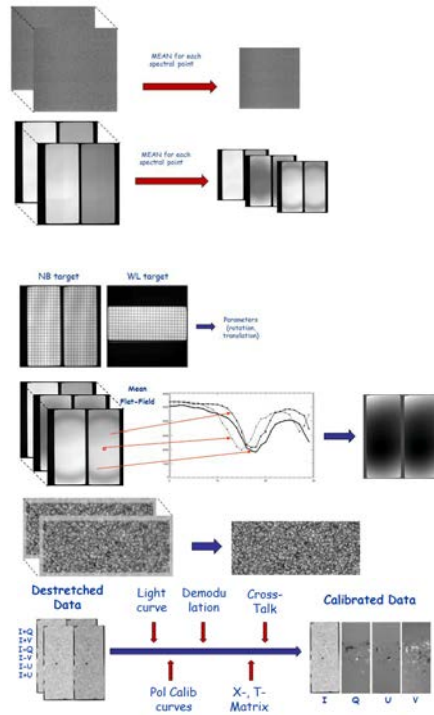 MEAN for each
spectral point
MEAN for each
spectral point
NB target
WL target
Parameters
(rotation,
translation)
Mean
Flat-Field
Destretched
Data
Light
curve
Demodu
lation
Cross-
Talk
Calibrated Data
I+Q
I+V
I-Q
I-V
I-U
I+U
Pol Calib
curves
X-, T-
Matrix
I
Q
U
V